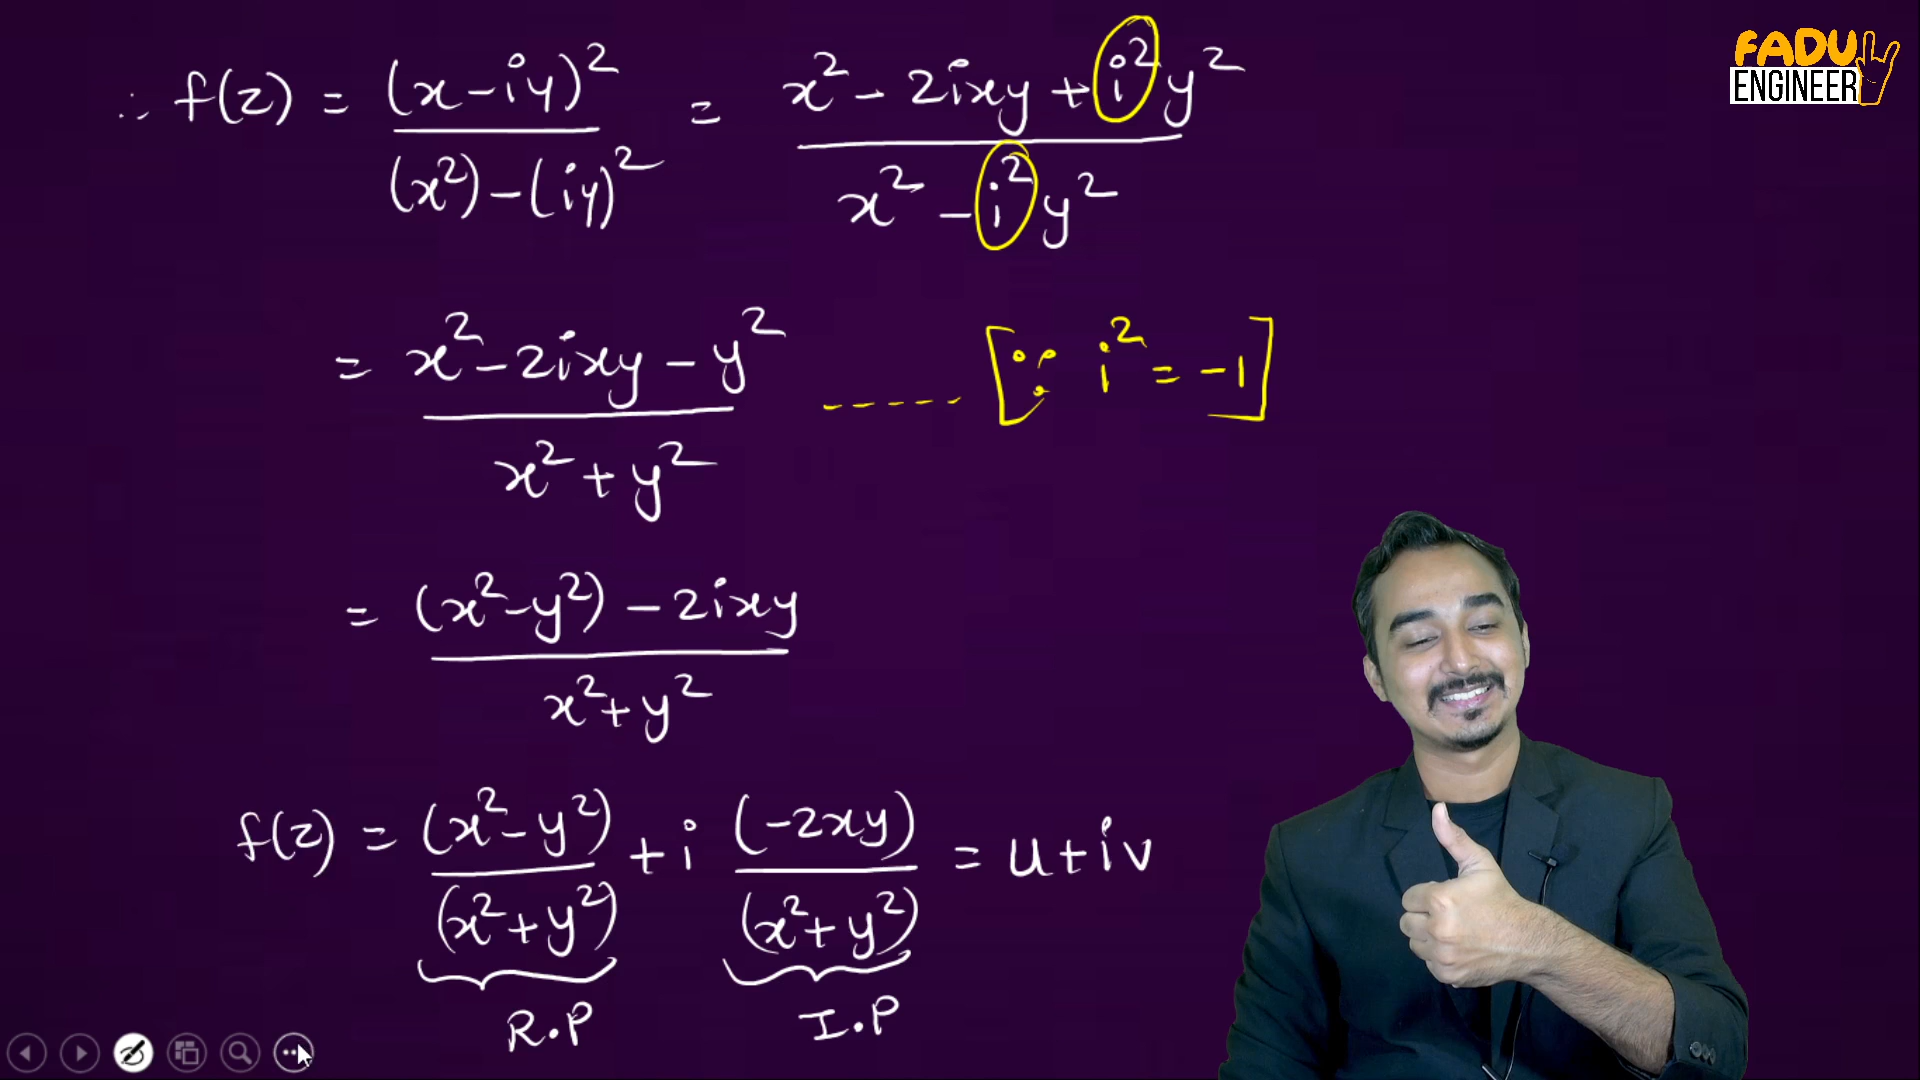 FADU
ENGINEER
∴ f(z) = (x-iy)² / (x²)-(iy)² = x² - 2ixy + i²y² / x² - i²y²
= x² - 2ixy - y² / x² + y² ----- [∵ i² = -1]
= (x²-y²) - 2ixy / x²+y²
f(z) = (x²-y²) / (x²+y²) + i (-2xy) / (x²+y²) = u+iv
R.P I.P